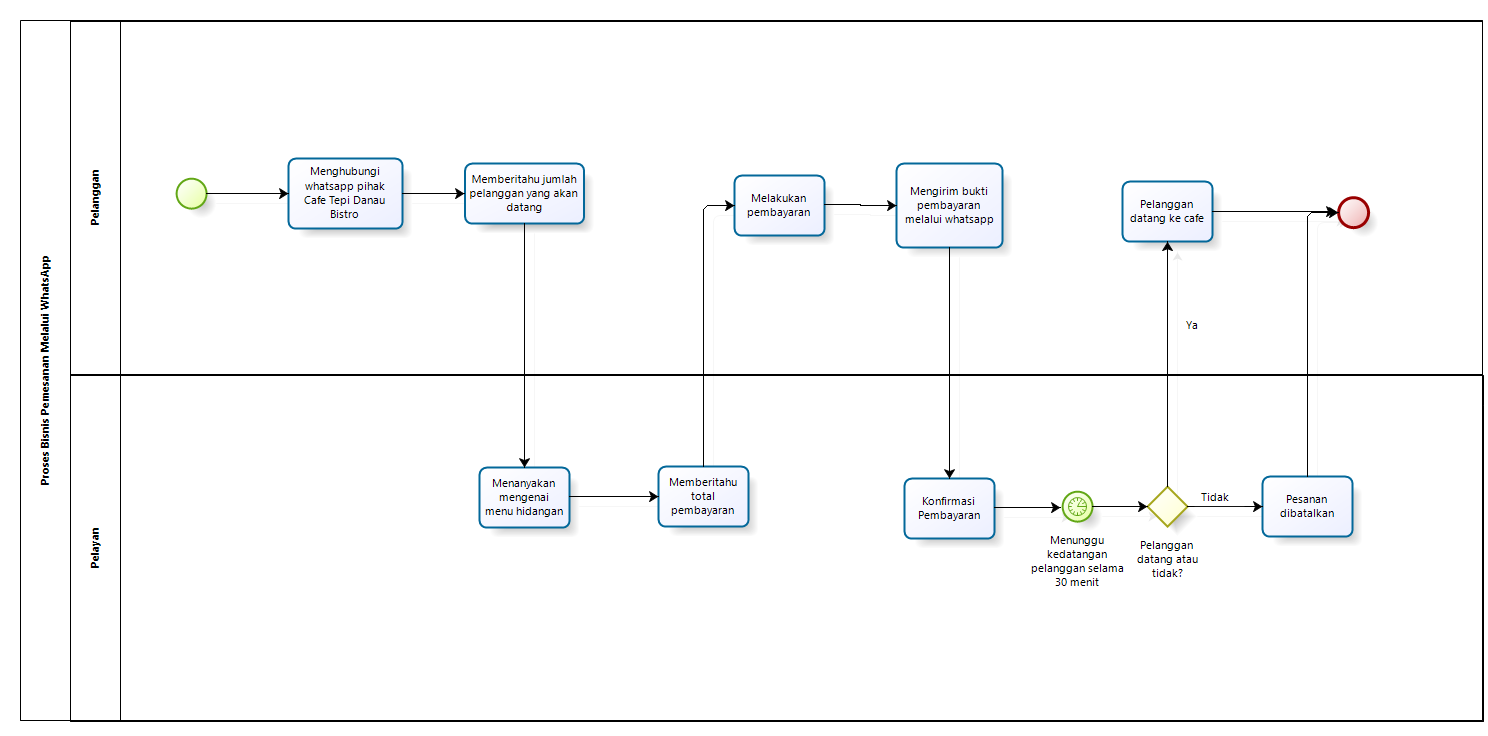 Proses Bisnis Pemesanan Melalui WhatsApp
Pelanggan
Menghubungi
whatsapp pihak
Cafe Tepi Danau
Bistro
Memberitahu jumlah
pelanggan yang akan
datang
Melakukan
pembayaran
Mengirim bukti
pembayaran
melalui whatsapp
Pelanggan
datang ke cafe
Ya
Pelayan
Menanyakan
mengenai
menu hidangan
Memberitahu
total
pembayaran
Konfirmasi
Pembayaran
Menunggu
kedatangan
pelanggan selama
30 menit
Pelanggan
datang atau
tidak?
Tidak
Pesanan
dibatalkan